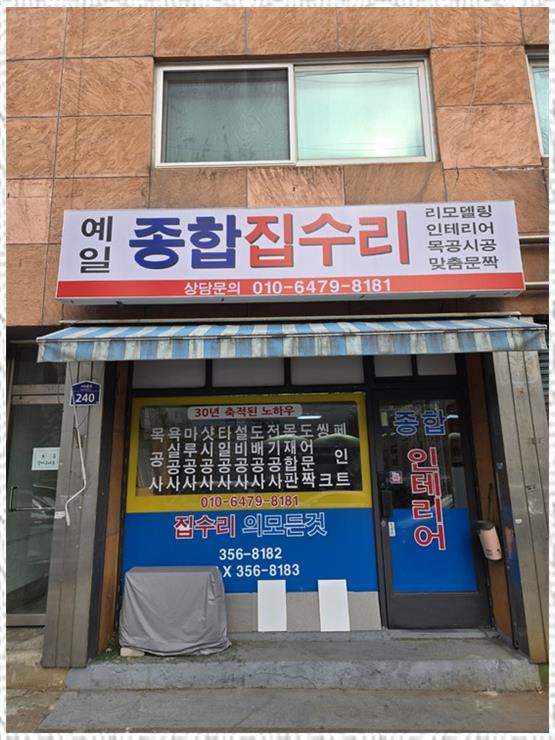 예일
종합집수리
리모델링
인테리어
목공시공
맞춤문짝
상담문의 010-6479-8181
240
30년 축적된 노하우
목공사
욕실공사
마루공사
샷시공사
타일공사
설비공사
도배공사
전기공사
목재합판
도어문짝
씽크
페인트
010-6479-8181
집수리 의모든것
356-8182
X 356-8183
종합
인테리어